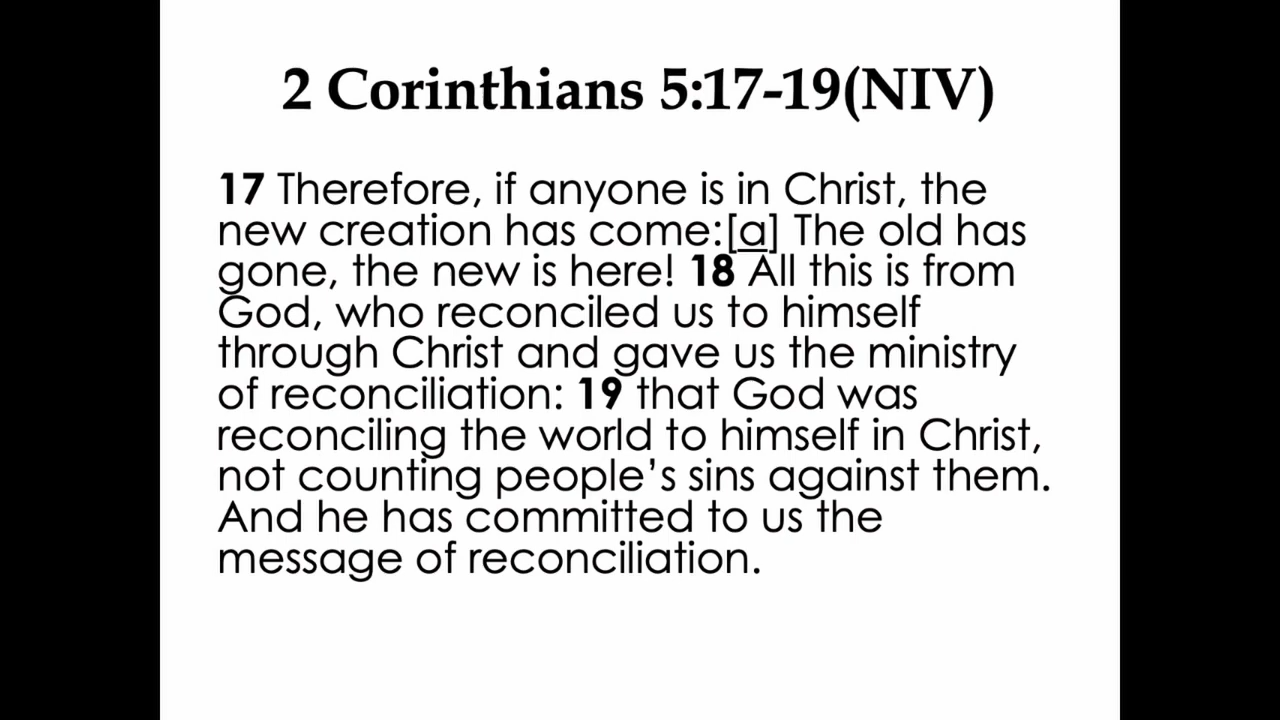 2 Corinthians 5:17-19(NIV)
17 Therefore, if anyone is in Christ, the
new creation has come:[a] The old has
gone, the new is here! 18 All this is from
God, who reconciled us to himself
through Christ and gave us the ministry
of reconciliation: 19 that God was
reconciling the world to himself in Christ,
not counting people’s sins against them.
And he has committed to us the
message of reconciliation.